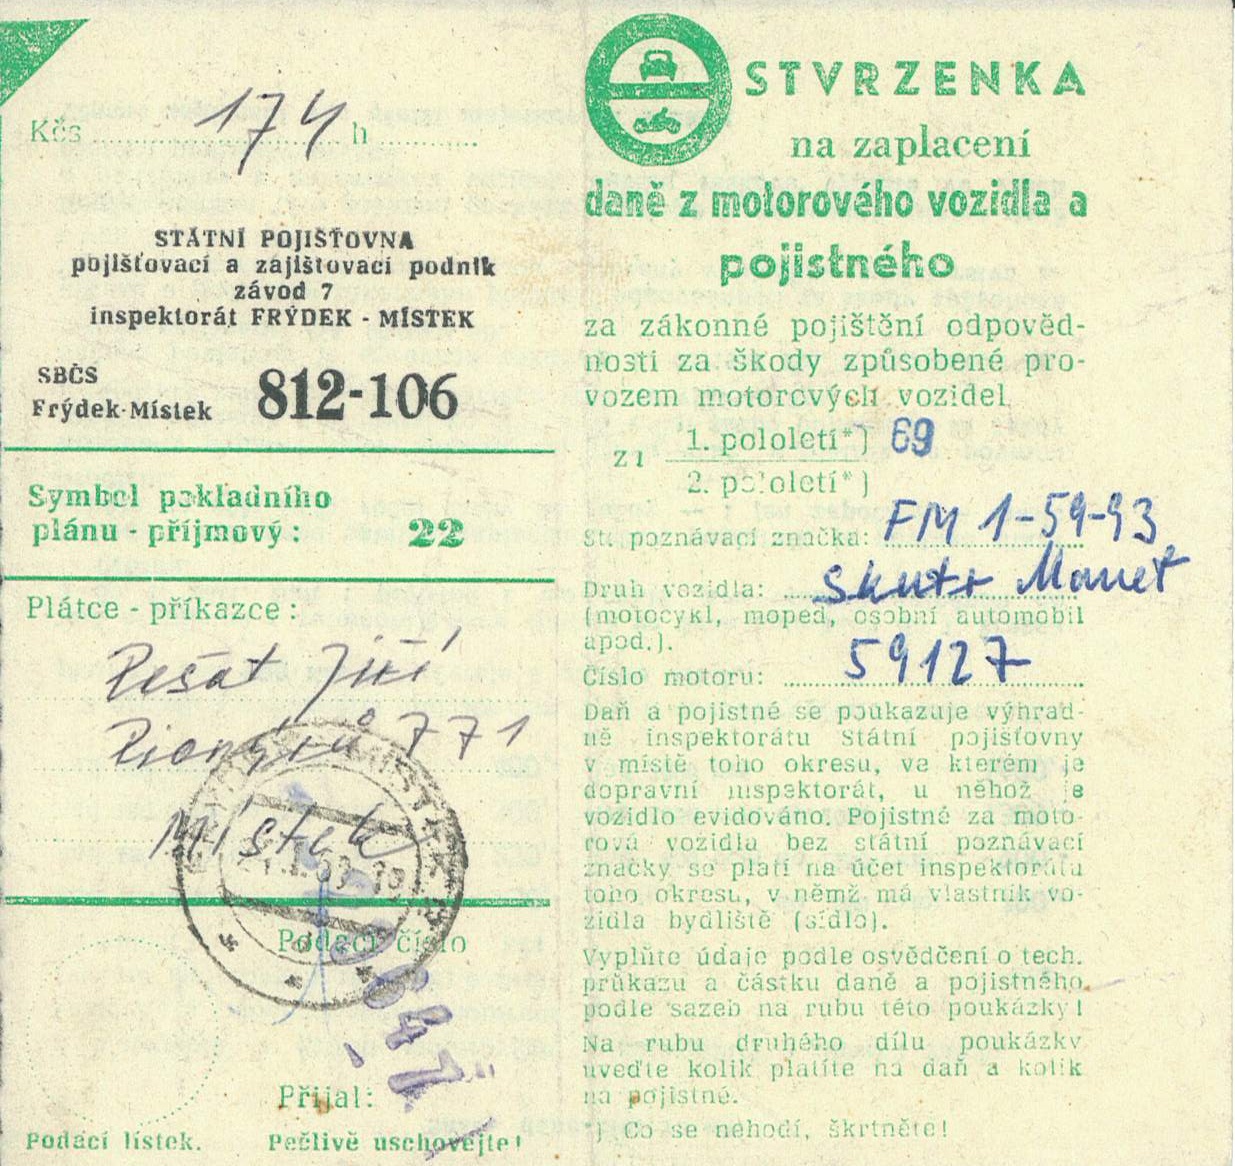 Kčs 174 h
STÁTNÍ POJIŠŤOVNA
pojišťovací a zajišťovací podnik
závod 7
inspektorát FRÝDEK - MÍSTEK
SBČS
Frýdek-Místek 812-106
Symbol pokladního
plánu - příjmový: 22
Plátce - příkazce:
Pešat Jiří
Pionýrů 771
Místek
Podací číslo
Přijal:
Podací lístek. Pečlivě uschovejte!
STVRZENKA
na zaplacení
daně z motorového vozidla a
pojistného
za zákonné pojištění odpověd-
nosti za škody způsobené pro-
vozem motorových vozidel
za 1. pololetí*) 69
2. pololetí*)
St. poznávací značka: FM 1-59-93
Druh vozidla: Skutr Manet
(motocykl, moped, osobní automobil
apod.).
Číslo motoru: 59127
Daň a pojistné se poukazuje výhrad-
ně inspektorátu Státní pojišťovny
v místě toho okresu, ve kterém je
dopravní inspektorát, u něhož je
vozidlo evidováno. Pojistné za moto-
rová vozidla bez státní poznávací
značky se platí na účet inspektorátu
toho okresu, v němž má vlastník vo-
zidla bydliště (sídlo).
Vyplňte údaje podle osvědčení o tech.
průkazu a částku daně a pojistného
podle sazeb na rubu této poukázky!
Na rubu druhého dílu poukázky
uveďte kolik platíte na daň a kolik
na pojistné.
*) Co se nehodí, škrtněte!